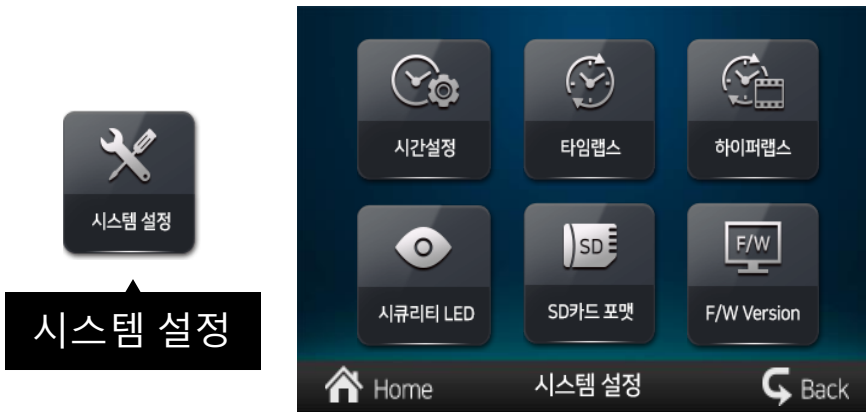 시스템 설정
시스템 설정
시간설정
타임랩스
하이퍼랩스
시큐리티 LED
SD
SD카드 포맷
F/W
F/W Version
Home
시스템 설정
Back